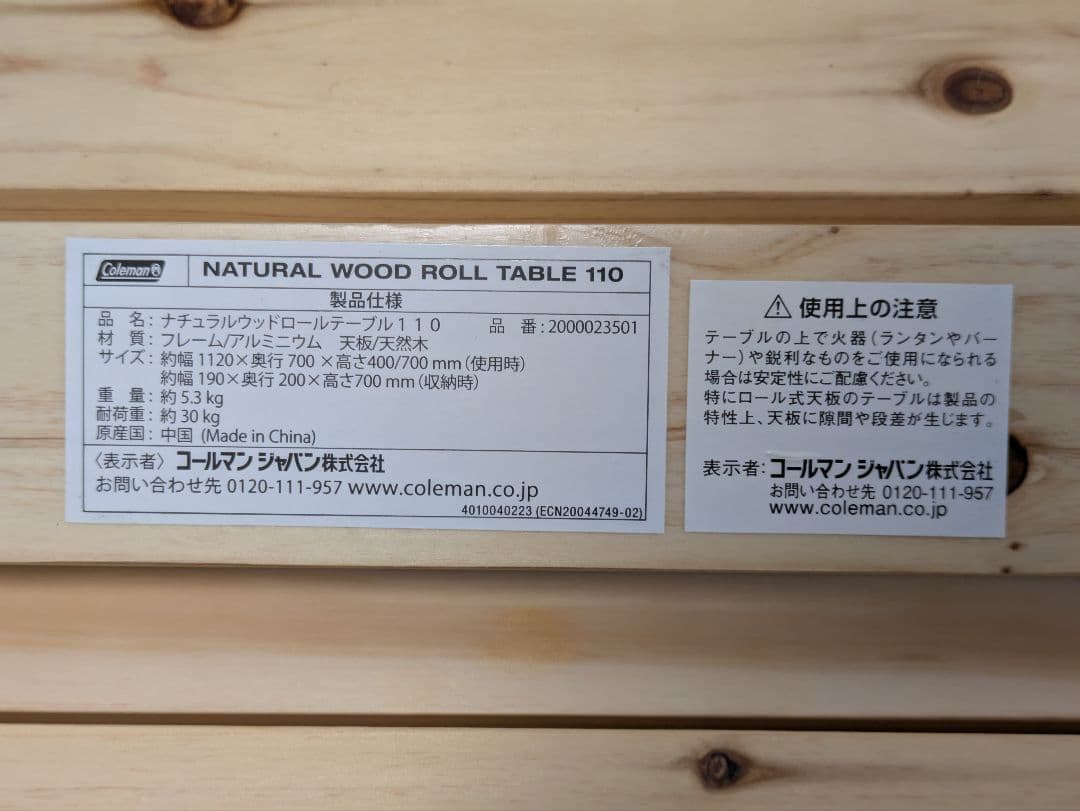 Coleman
NATURAL WOOD ROLL TABLE 110
製品仕様
品 名：ナチュラルウッドロールテーブル１１０ 品 番：2000023501
材 質：フレーム/アルミニウム 天板/天然木
サイズ：約幅 1120×奥行 700 ×高さ400/700 mm（使用時）
約幅 190×奥行 200×高さ700 mm（収納時）
重 量：約 5.3 kg
耐荷重：約 30 kg
原産国：中国 (Made in China)
〈表示者〉コールマン ジャパン株式会社
お問い合わせ先 0120-111-957 www.coleman.co.jp
4010040223 (ECN20044749-02)
⚠使用上の注意
テーブルの上で火器（ランタンやバー
ナー）や鋭利なものをご使用になられる
場合は安定性にご配慮ください。
特にロール式天板のテーブルは製品の
特性上、天板に隙間や段差が生じます。
表示者：コールマン ジャパン株式会社
お問い合わせ先 0120-111-957
www.coleman.co.jp